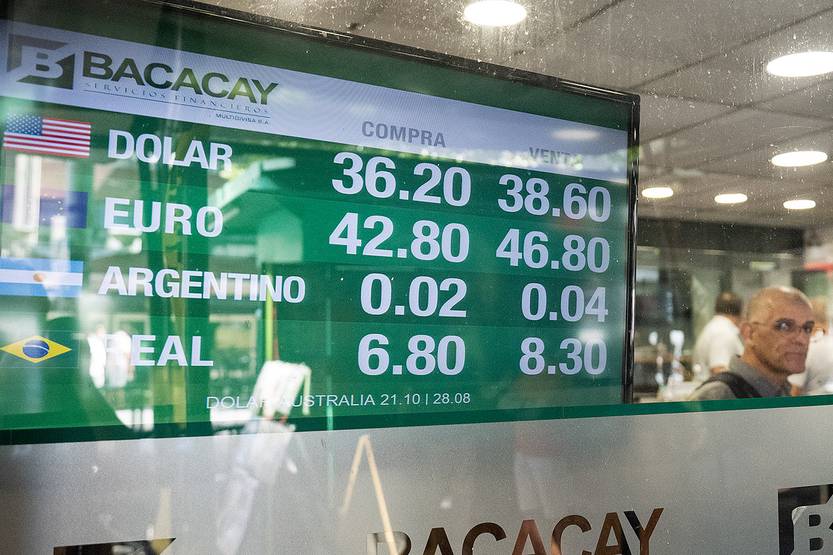 B BACACAY
SERVICIOS FINANCIEROS
MULTIDIVISA S.A.
COMPRA VENTA
DOLAR 36.20 38.60
EURO 42.80 46.80
ARGENTINO 0.02 0.04
REAL 6.80 8.30
DOLAR AUSTRALIA 21.10 | 28.08
BACACAY B